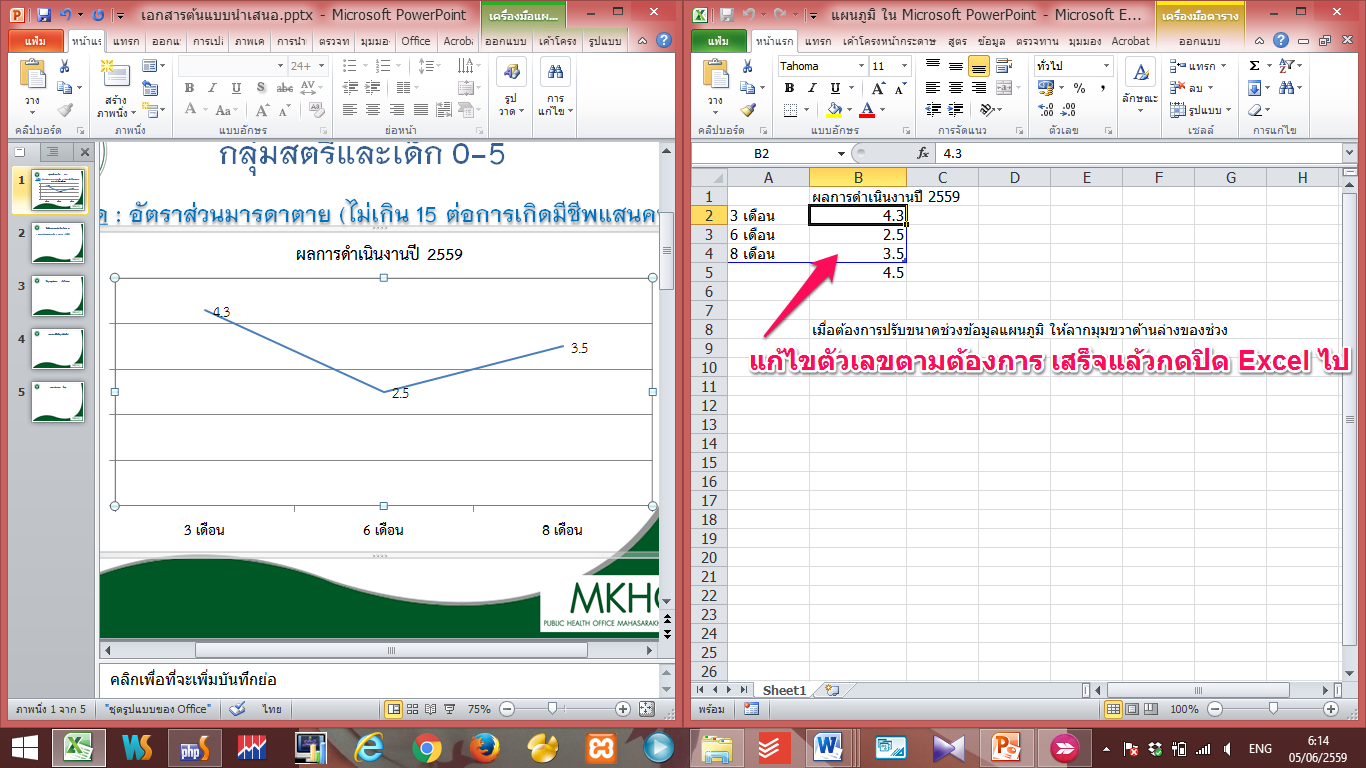 เอกสารต้นแบบนำเสนอ.pptx - Microsoft PowerPoint
เครื่องมือแผ...
แฟ้ม
หน้าแร
แทรก
ออกแ
การเปลี
ภาพเค
การนำ
ตรวจท
มุมมอง
Office
Acroba
ออกแบบ
เค้าโครง
รูปแบบ
วาง
สร้าง
ภาพนิ่ง
24+
รูป
วาด
การ
แก้ไข
คลิปบอร์ด
ภาพนิ่ง
แบบอักษร
ย่อหน้า
1
2
3
4
5
กลุ่มสตรีและเด็ก 0-5
ด : อัตราส่วนมารดาตาย (ไม่เกิน 15 ต่อการเกิดมีชีพแสนค
ผลการดำเนินงานปี 2559
4.3
2.5
3.5
3 เดือน
6 เดือน
8 เดือน
MKHO
PUBLIC HEALTH OFFICE MAHASARAKH
คลิกเพื่อที่จะเพิ่มบันทึกย่อ
ภาพนิ่ง 1 จาก 5
"ชุดรูปแบบของ Office"
ไทย
75%
แผนภูมิ ใน Microsoft PowerPoint - Microsoft E...
เครื่องมือตาราง
แฟ้ม
หน้าแรก
แทรก
เค้าโครงหน้ากระดาษ
สูตร
ข้อมูล
ตรวจทาน
มุมมอง
Acrobat
ออกแบบ
วาง
Tahoma
11
ทั่วไป
ลักษณะ
แทรก
ลบ
รูปแบบ
คลิปบอร์ด
แบบอักษร
การจัดแนว
ตัวเลข
เซลล์
การแก้ไข
B2
fx
4.3
A B C D E F G H
1 ผลการดำเนินงานปี 2559
2 3 เดือน 4.3
3 6 เดือน 2.5
4 8 เดือน 3.5
5 4.5
6
7
8 เมื่อต้องการปรับขนาดช่วงข้อมูลแผนภูมิ ให้ลากมุมขวาด้านล่างของช่วง
9
แก้ไขตัวเลขตามต้องการ เสร็จแล้วกดปิด Excel ไป
10
11
12
13
14
15
16
17
18
19
20
21
22
23
24
25
26
Sheet1
พร้อม
100%
ENG
6:14
05/06/2559